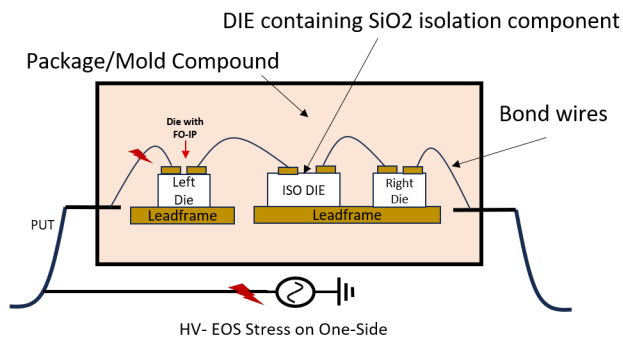 DIE containing SiO2 isolation component
Package/Mold Compound
Bond wires
Die with
FO-IP
Left
Die
ISO DIE
Right
Die
Leadframe
Leadframe
PUT
HV- EOS Stress on One-Side